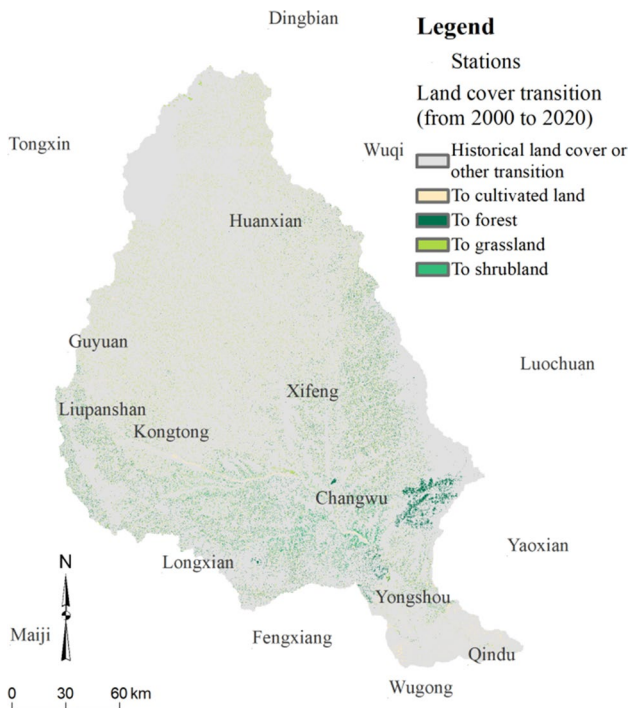 Dingbian
Legend
Stations
Land cover transition
(from 2000 to 2020)
Tongxin
Wuqi
Historical land cover or
other transition
To cultivated land
To forest
Huanxian
To grassland
To shrubland
Guyuan
Luochuan
Xifeng
Liupanshan
Kongtong
Changwu
Yaoxian
N
Longxian
Yongshou
Maiji
Fengxiang
Qindu
Wugong
0 30 60 km